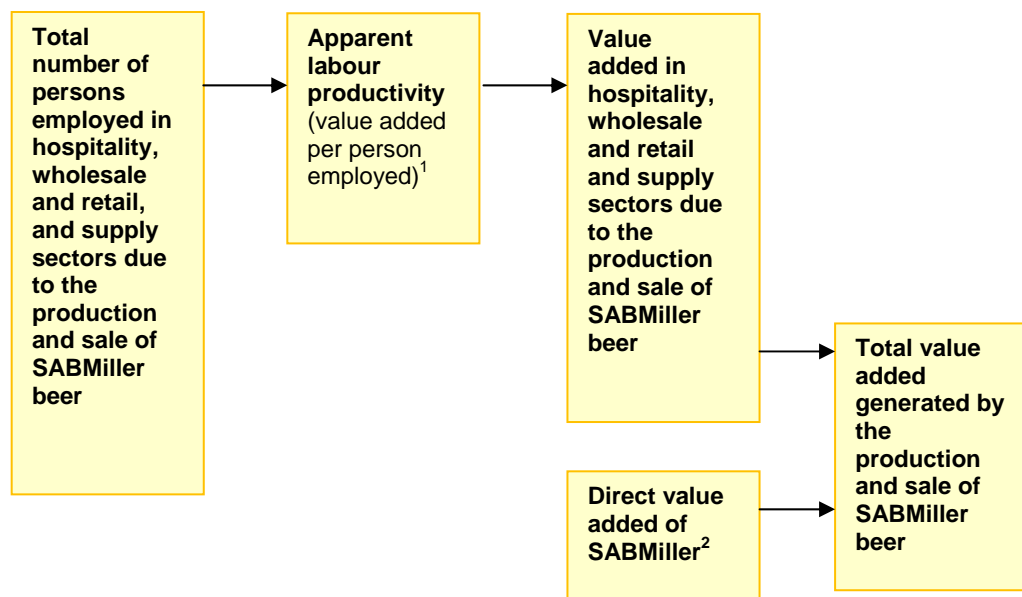 Total
number of
persons
employed in
hospitality,
wholesale
and retail,
and supply
sectors due
to the
production
and sale of
SABMiller
beer
Apparent
labour
productivity
(value added
per person
employed)¹
Value
added in
hospitality,
wholesale
and retail
and supply
sectors due
to the
production
and sale of
SABMiller
beer
Direct value
added of
SABMiller²
Total value
added
generated by
the
production
and sale of
SABMiller
beer